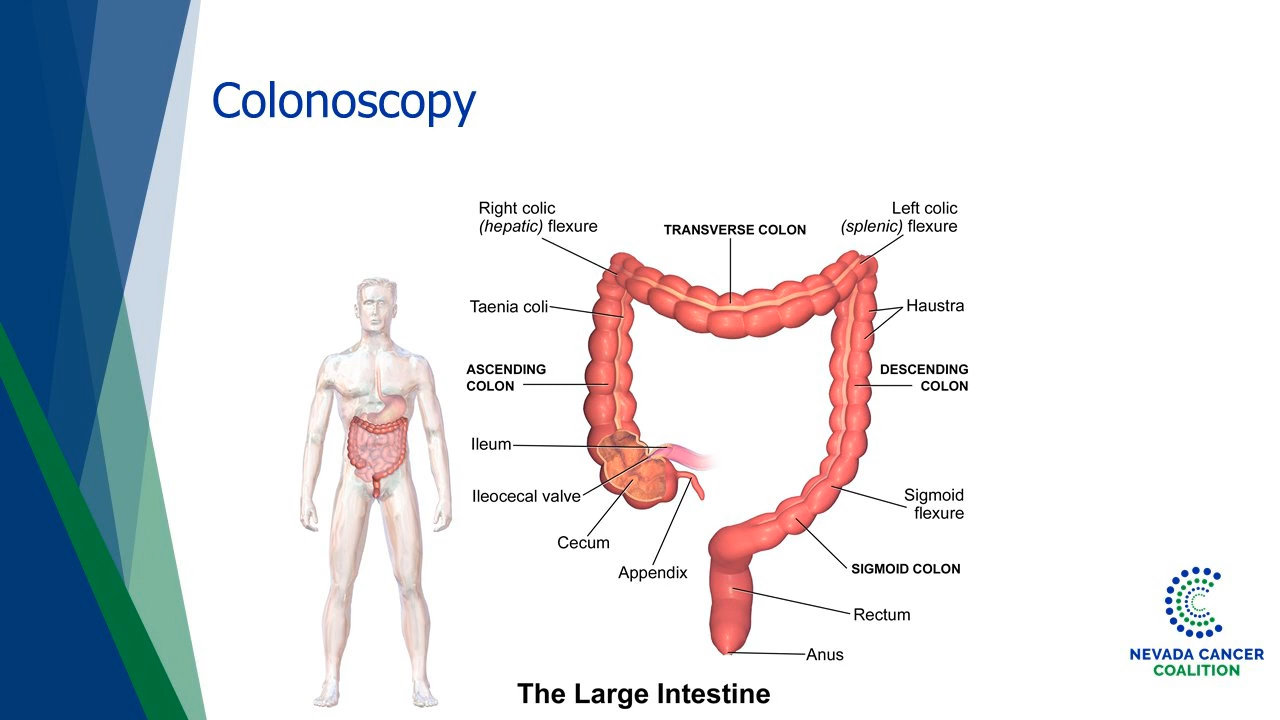 Colonoscopy
Right colic
(hepatic) flexure
TRANSVERSE COLON
Left colic
(splenic) flexure
Taenia coli
Haustra
ASCENDING
COLON
DESCENDING
COLON
Ileum
Ileocecal valve
Sigmoid
flexure
Cecum
Appendix
SIGMOID COLON
Rectum
Anus
The Large Intestine
NEVADA CANCER
COALITION